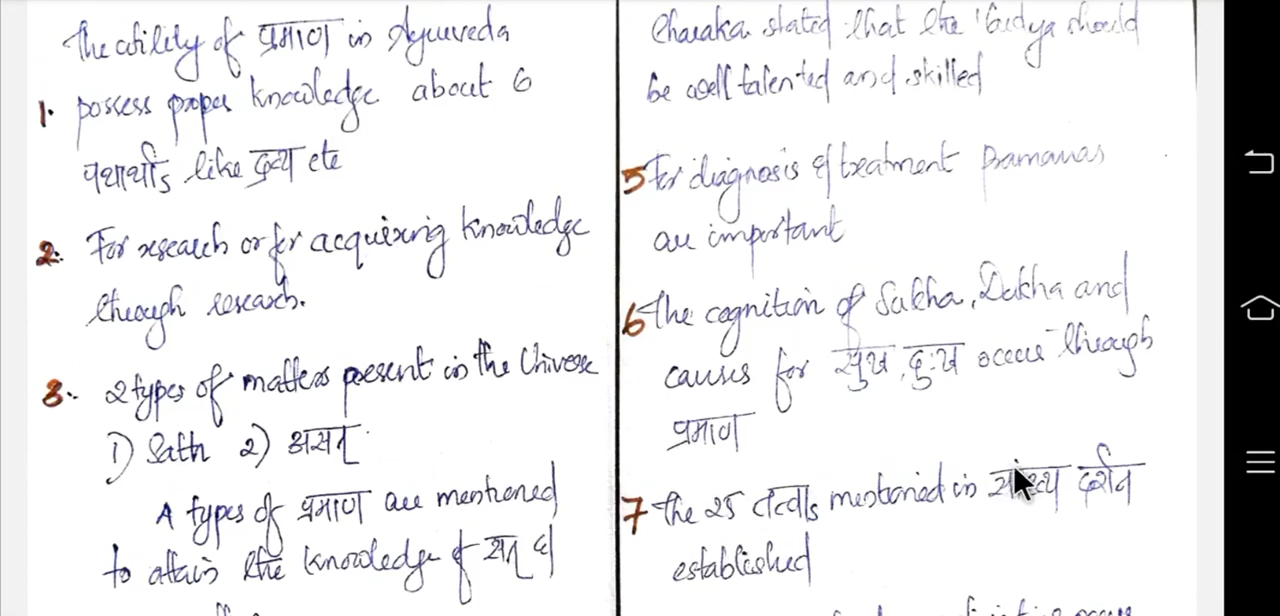 The utility of प्रमाण in Ayurveda
1. possess proper knowledge about 6
पदार्थाs like द्रव्य etc
2. For research or for acquiring knowledge
through research.
3. 2 types of matters present in the Universe
1) Sath 2) असत्
4 types of प्रमाण are mentioned
to attain the knowledge of सत् &
Charaka stated that the Vaidya should
be well talented and skilled
5 For diagnosis & treatment Pramanas
are important
6 The cognition of Sukha, Dukha and
causes for सुख, दुःख occur through
प्रमाण
7 The 25 तत्वाs mentioned in सांख्य दर्शन
established